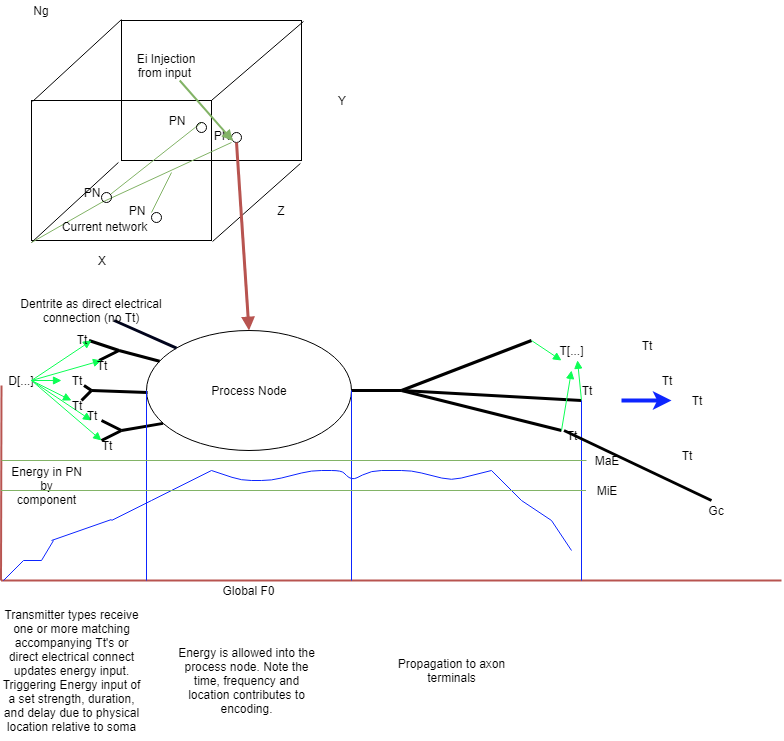 Ng
Ei Injection
from input
Y
PN
PN
PN
PN
Z
Current network
X
Dentrite as direct electrical
connection (no Tt)
Tt
Tt
T[...]
Tt
D[...]
Tt
Process Node
Tt
Tt
Tt
Tt
Tt
Tt
Tt
Tt
MaE
Energy in PN
by
component
MiE
Gc
Global F0
Transmitter types receive
one or more matching
accompanying Tt's or
direct electrical connect
updates energy input.
Triggering Energy input of
a set strength, duration,
and delay due to physical
location relative to soma
Energy is allowed into the
process node. Note the
time, frequency and
location contributes to
encoding.
Propagation to axon
terminals